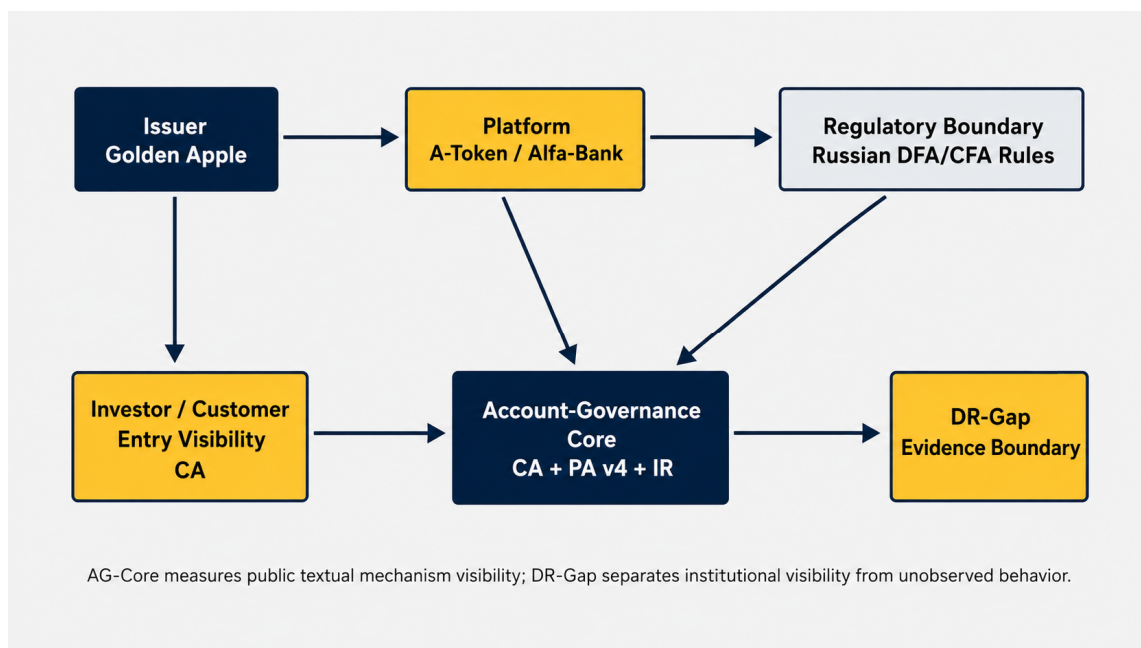 Issuer
Golden Apple
Platform
A-Token / Alfa-Bank
Regulatory Boundary
Russian DFA/CFA Rules
Investor / Customer
Entry Visibility
CA
Account-Governance
Core
CA + PA v4 + IR
DR-Gap
Evidence Boundary
AG-Core measures public textual mechanism visibility; DR-Gap separates institutional visibility from unobserved behavior.